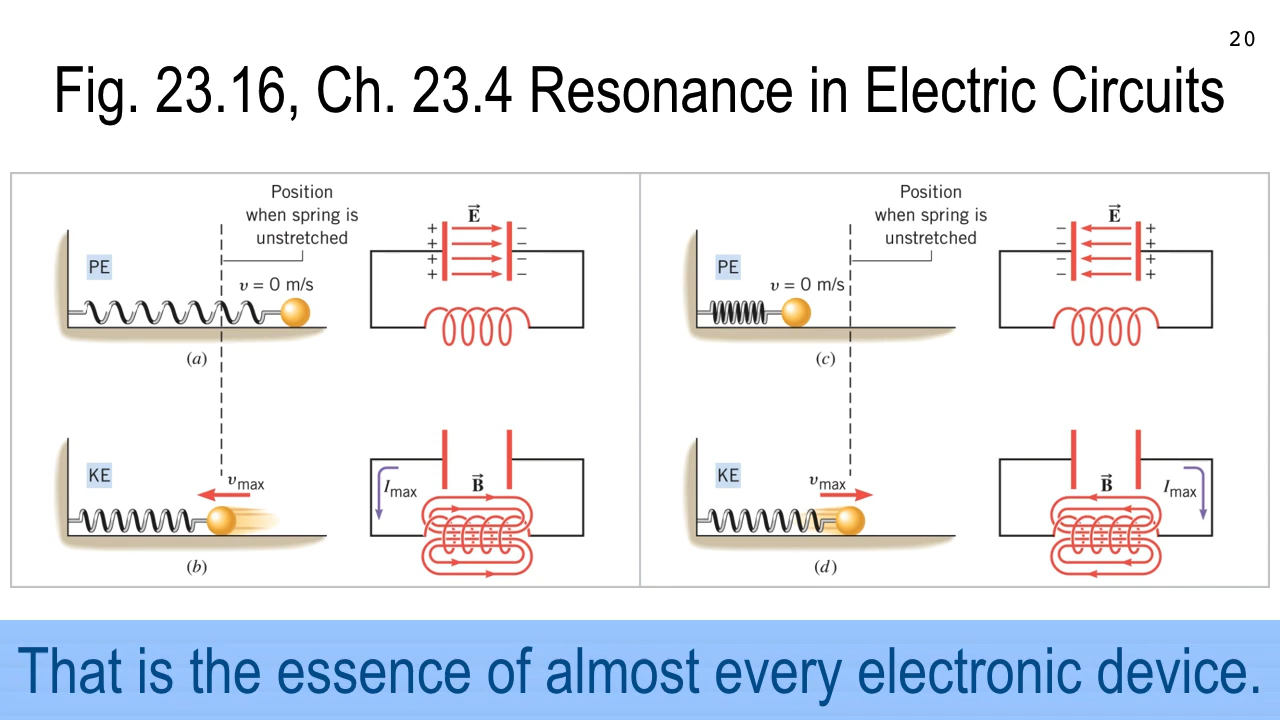 20
Fig. 23.16, Ch. 23.4 Resonance in Electric Circuits
Position
when spring is
unstretched
PE
v = 0 m/s
E
+ −
+ −
+ −
+ −
(a)
Position
when spring is
unstretched
PE
v = 0 m/s
E
− +
− +
− +
− +
(c)
KE
vmax
Imax
B
(b)
KE
vmax
B
Imax
(d)
That is the essence of almost every electronic device.